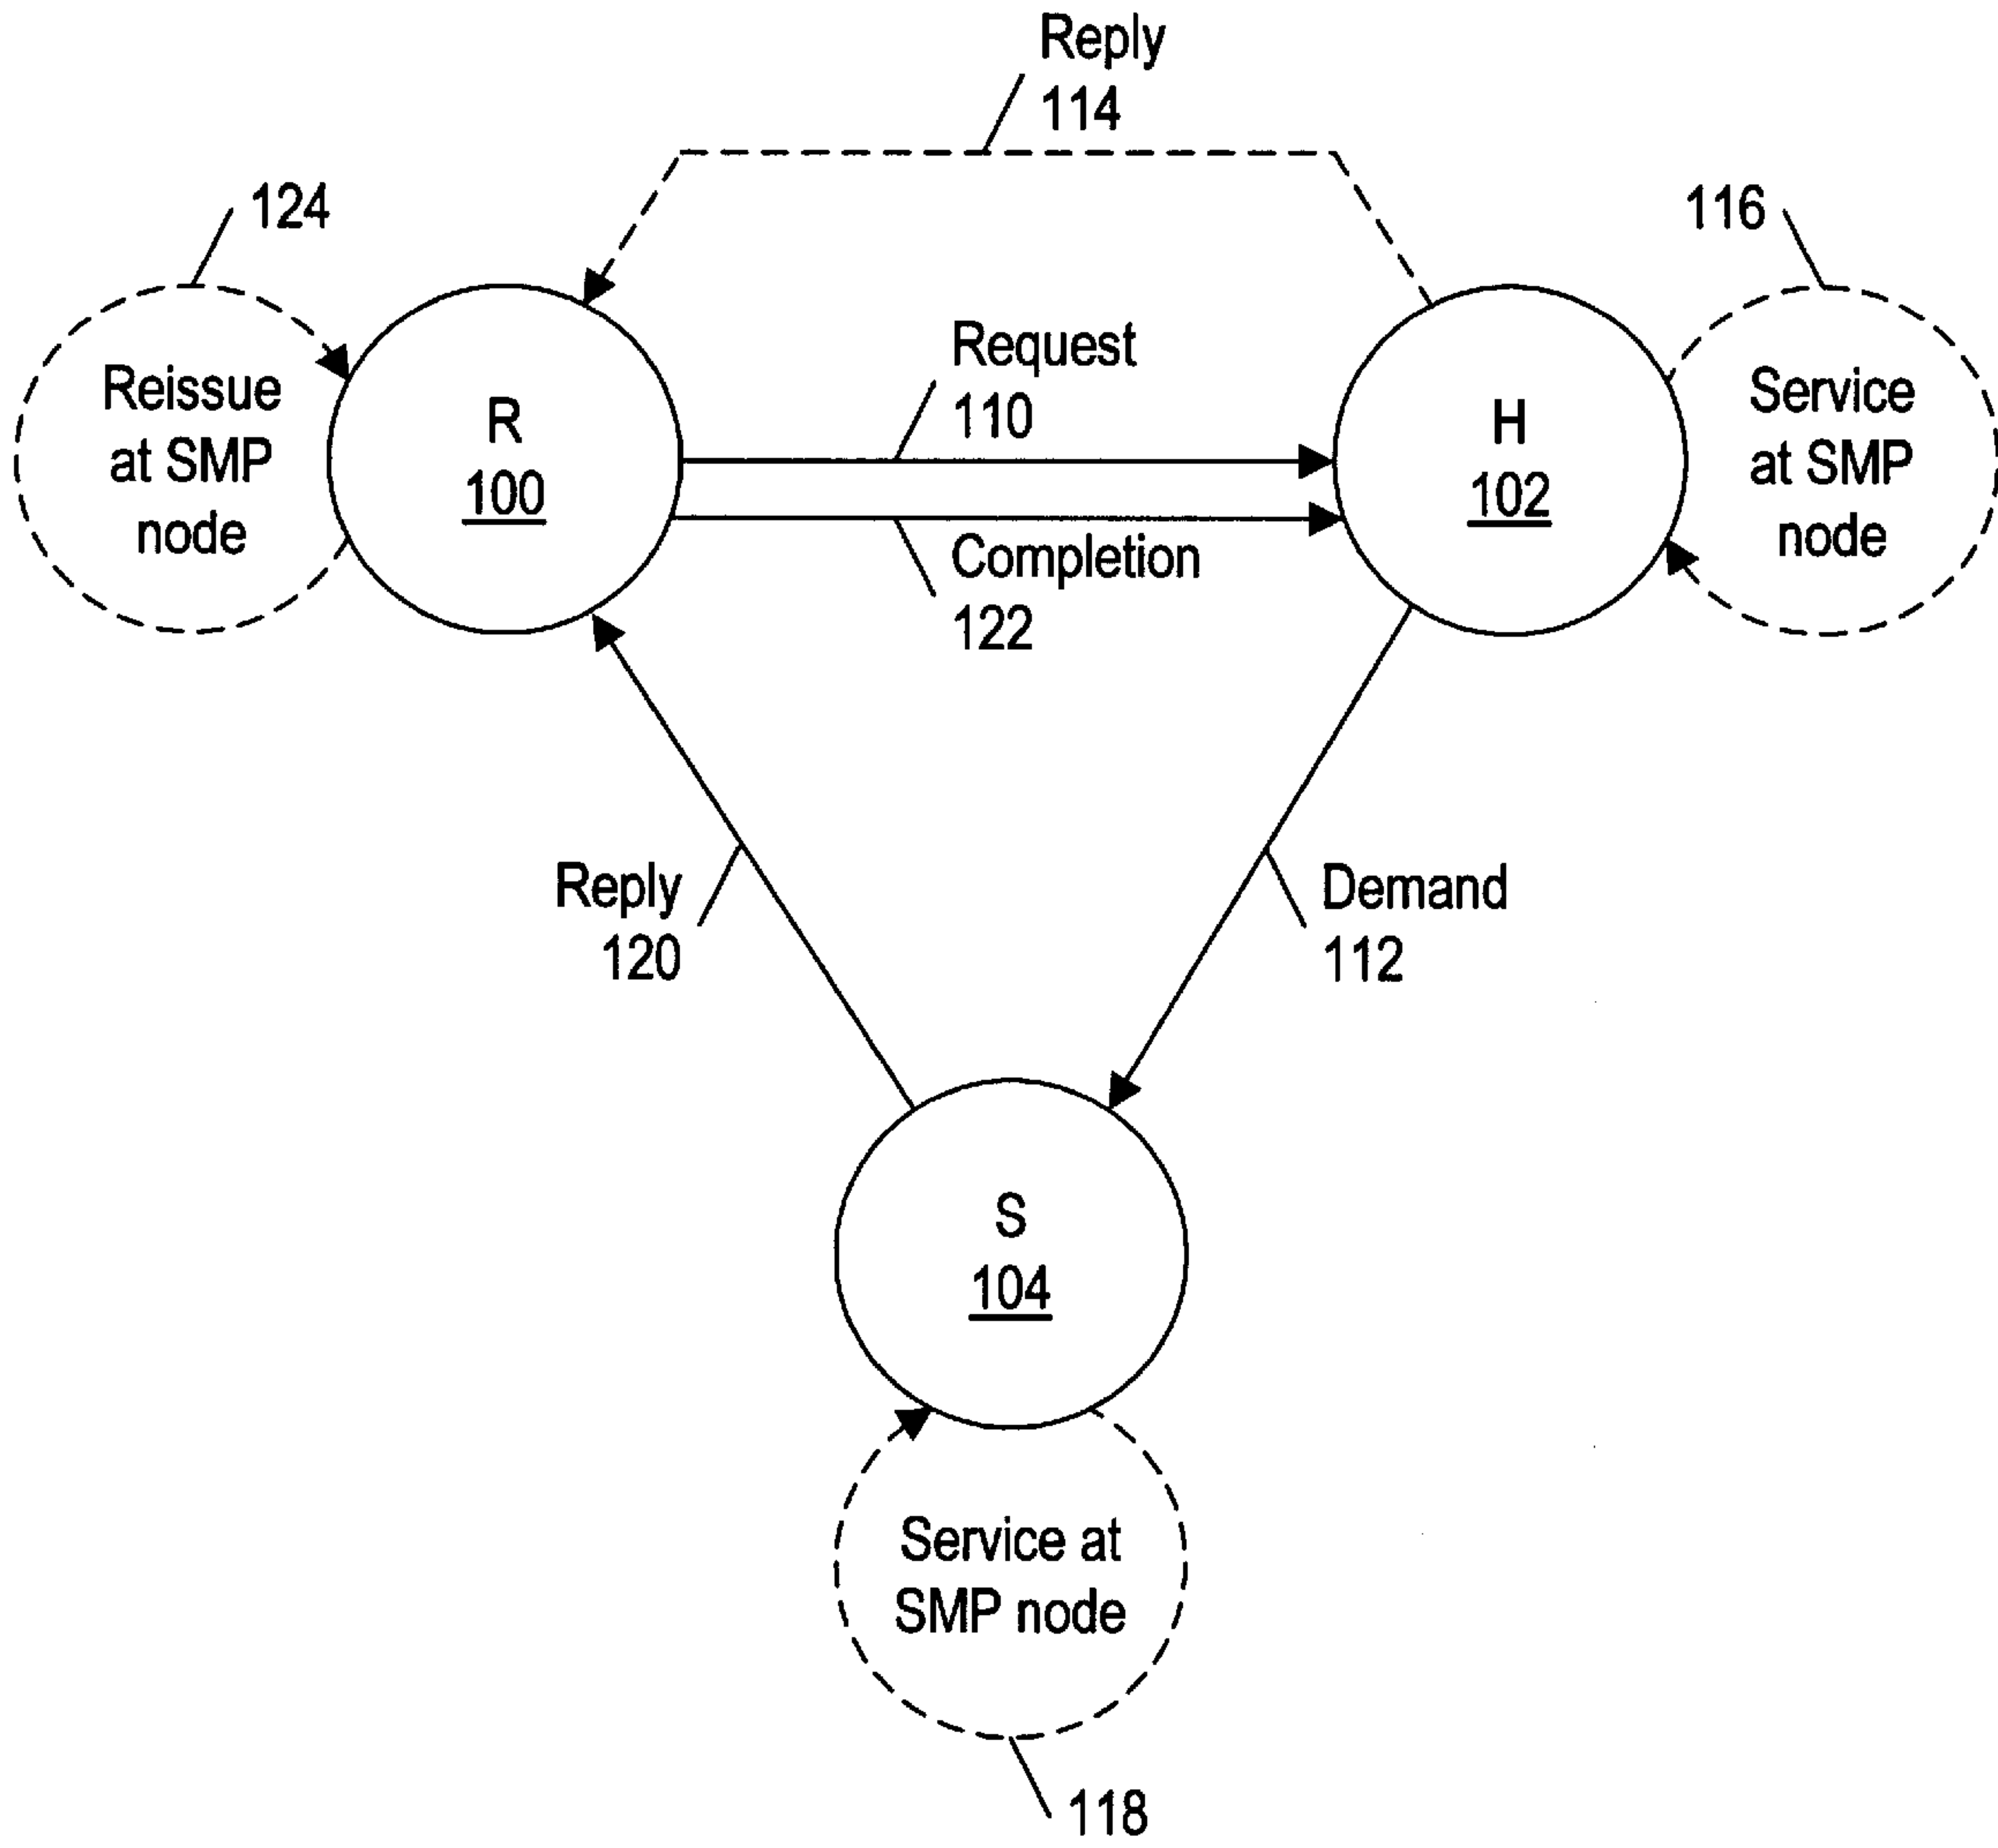 Reply
114
124
116
Request
110
Reissue
at SMP
node
R
100
H
102
Service
at SMP
node
Completion
122
Reply
120
Demand
112
S
104
Service at
SMP node
118